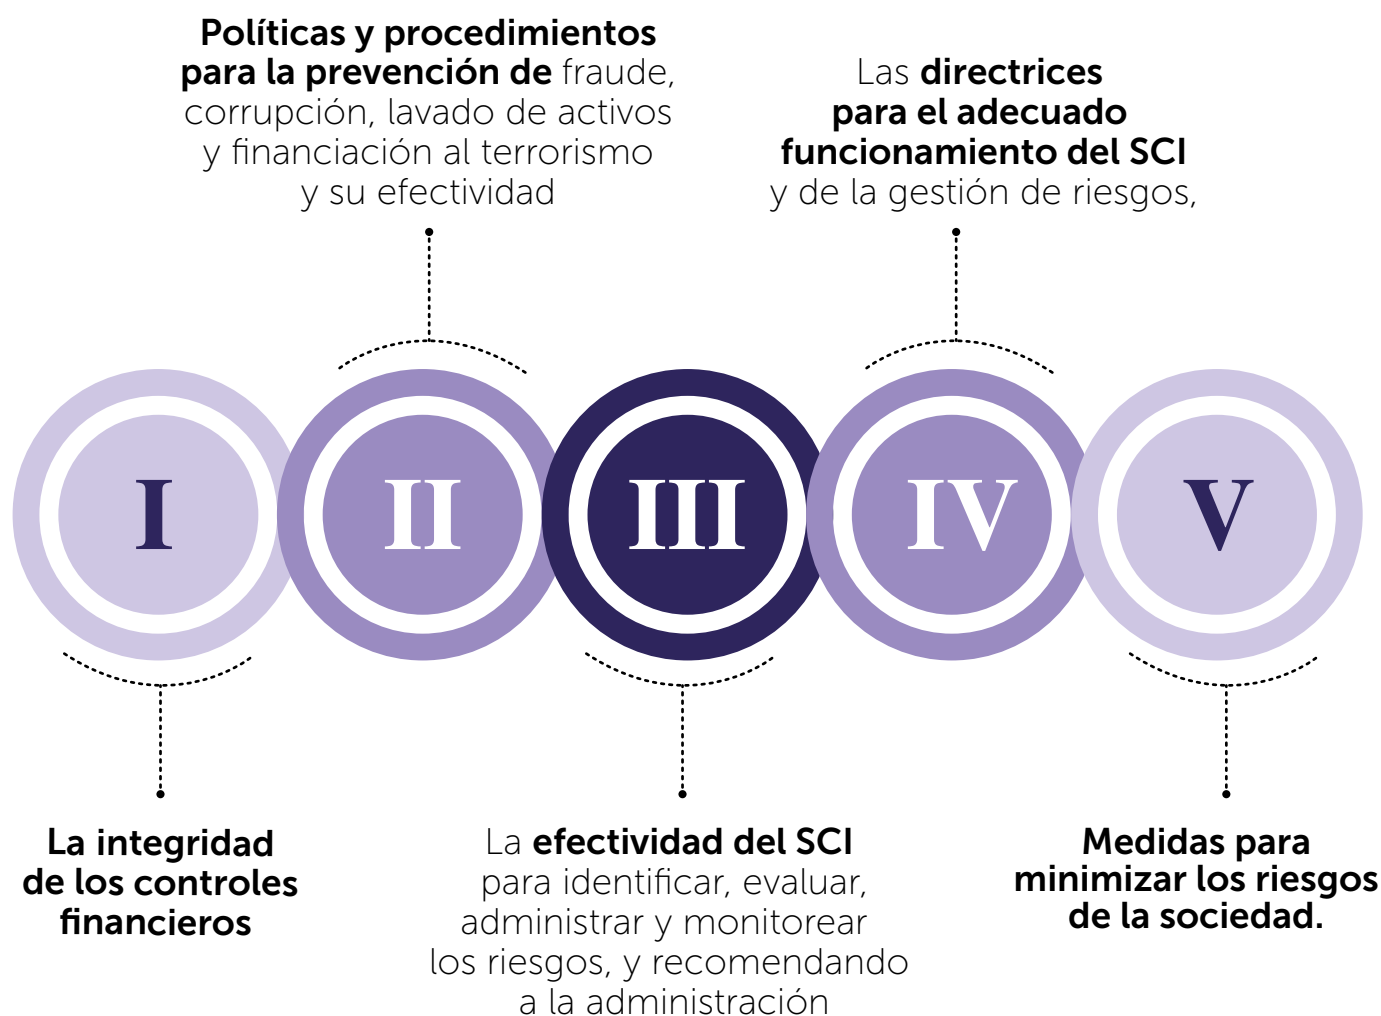 Políticas y procedimientos
para la prevención de fraude,
corrupción, lavado de activos
y financiación al terrorismo
y su efectividad
Las directrices
para el adecuado
funcionamiento del SCI
y de la gestión de riesgos,
I
II
III
IV
V
La integridad
de los controles
financieros
La efectividad del SCI
para identificar, evaluar,
administrar y monitorear
los riesgos, y recomendando
a la administración
Medidas para
minimizar los riesgos
de la sociedad.